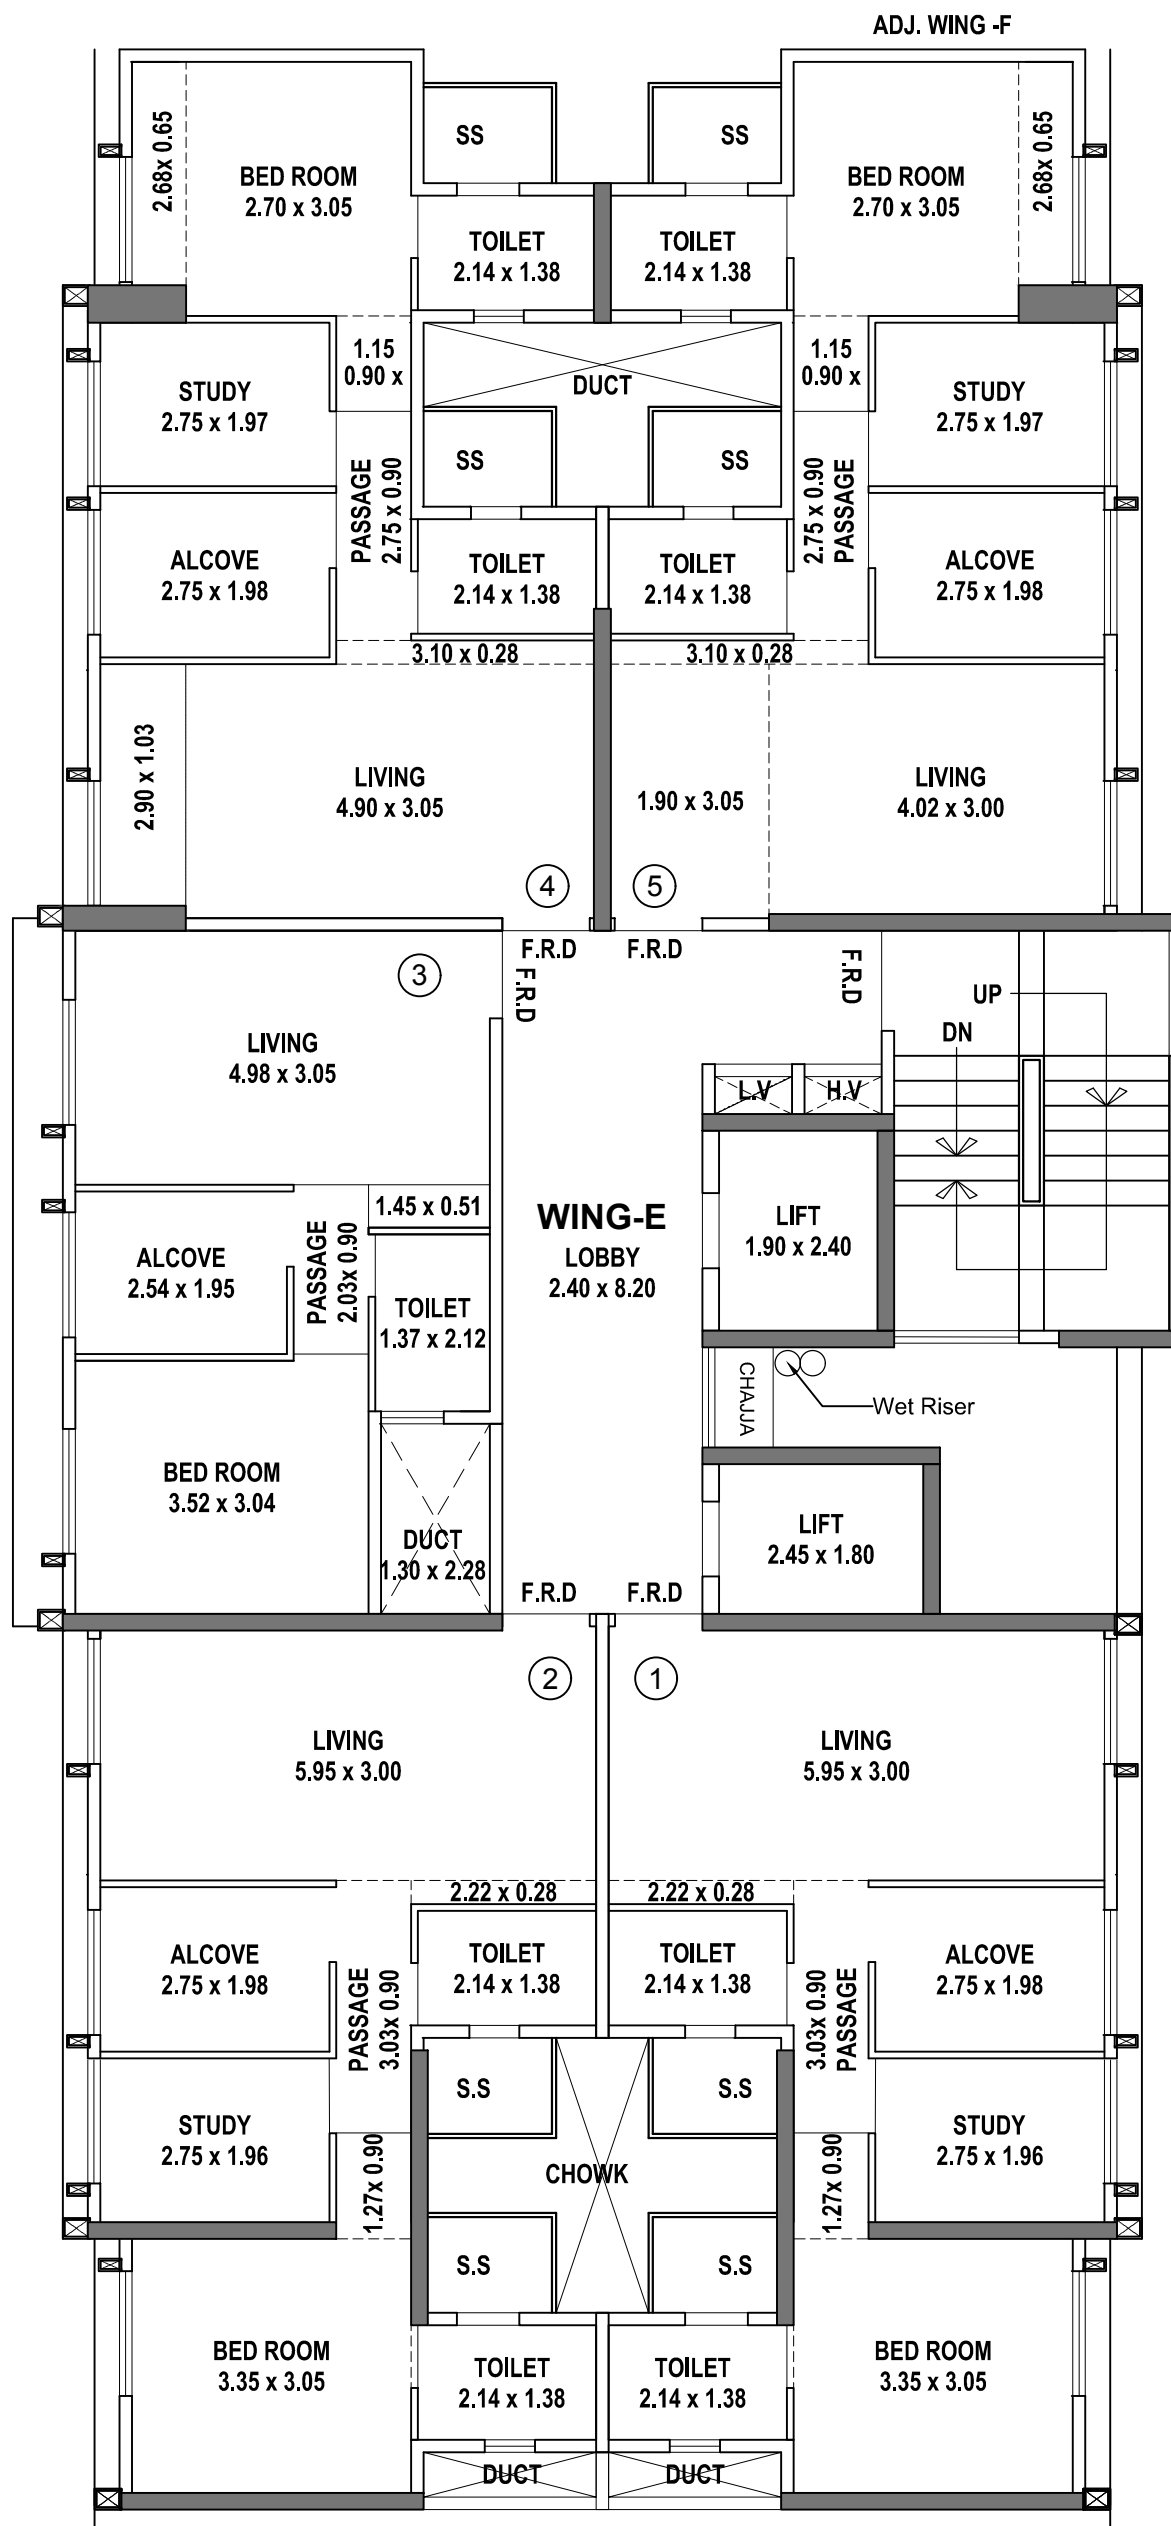 ADJ. WING -F
SS
SS
2.68x 0.65
BED ROOM
2.70 x 3.05
BED ROOM
2.70 x 3.05
2.68x 0.65
TOILET
2.14 x 1.38
TOILET
2.14 x 1.38
1.15
0.90 x
1.15
0.90 x
DUCT
STUDY
2.75 x 1.97
STUDY
2.75 x 1.97
SS
SS
PASSAGE
2.75 x 0.90
2.75 x 0.90
PASSAGE
ALCOVE
2.75 x 1.98
TOILET
2.14 x 1.38
TOILET
2.14 x 1.38
ALCOVE
2.75 x 1.98
3.10 x 0.28
3.10 x 0.28
2.90 x 1.03
LIVING
4.90 x 3.05
1.90 x 3.05
LIVING
4.02 x 3.00
4
5
F.R.D
F.R.D
3
F.R.D
F.R.D
UP
DN
LIVING
4.98 x 3.05
L.V
H.V
1.45 x 0.51
WING-E
LOBBY
2.40 x 8.20
LIFT
1.90 x 2.40
ALCOVE
2.54 x 1.95
PASSAGE
2.03x 0.90
TOILET
1.37 x 2.12
CHAJJA
Wet Riser
BED ROOM
3.52 x 3.04
DUCT
1.30 x 2.28
LIFT
2.45 x 1.80
F.R.D
F.R.D
2
1
LIVING
5.95 x 3.00
LIVING
5.95 x 3.00
2.22 x 0.28
2.22 x 0.28
ALCOVE
2.75 x 1.98
TOILET
2.14 x 1.38
TOILET
2.14 x 1.38
ALCOVE
2.75 x 1.98
PASSAGE
3.03x 0.90
3.03x 0.90
PASSAGE
S.S
S.S
STUDY
2.75 x 1.96
STUDY
2.75 x 1.96
1.27x 0.90
CHOWK
1.27x 0.90
S.S
S.S
BED ROOM
3.35 x 3.05
TOILET
2.14 x 1.38
TOILET
2.14 x 1.38
BED ROOM
3.35 x 3.05
DUCT
DUCT